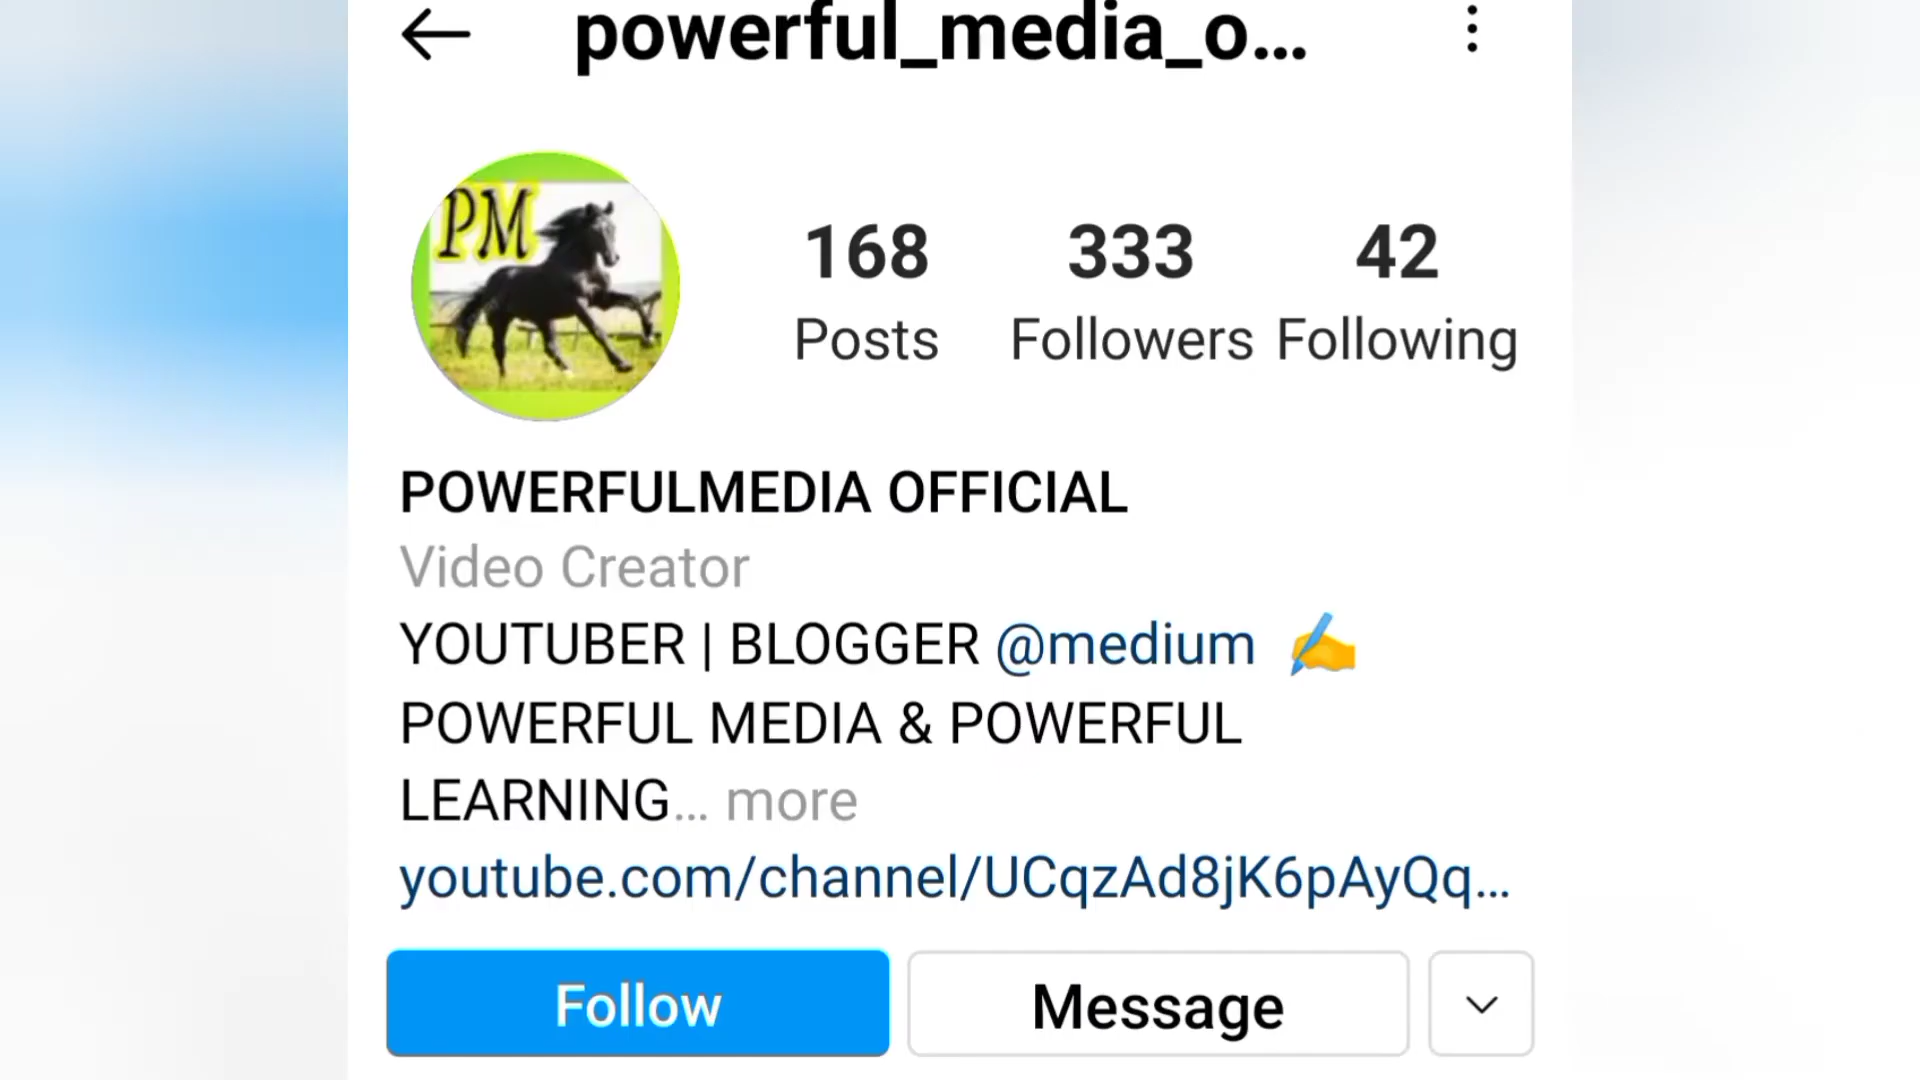 powerful_media_o...
PM
168
333
42
Posts
Followers
Following
POWERFULMEDIA OFFICIAL
Video Creator
YOUTUBER | BLOGGER @medium ✍️
POWERFUL MEDIA & POWERFUL
LEARNING... more
youtube.com/channel/UCqzAd8jK6pAyQq...
Follow
Message